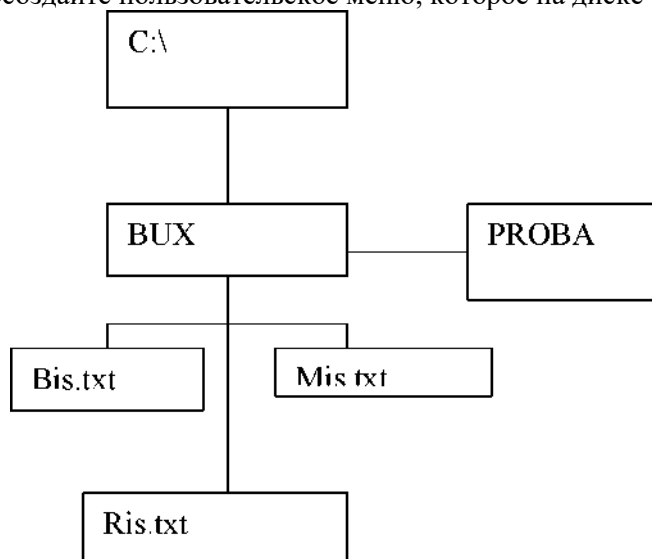 создайте пользовательское меню, которое на диске
C:\
BUX
PROBA
Bis.txt
Mis.txt
Ris.txt